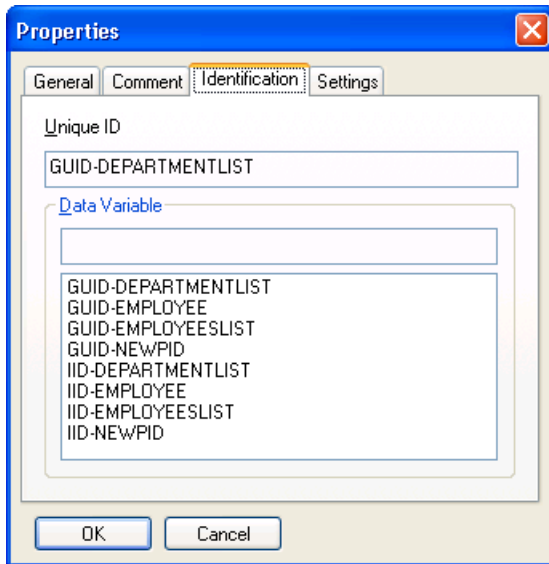 Properties
General Comment Identification Settings
Unique ID
GUID-DEPARTMENTLIST
Data Variable
GUID-DEPARTMENTLIST
GUID-EMPLOYEE
GUID-EMPLOYEESLIST
GUID-NEWPID
IID-DEPARTMENTLIST
IID-EMPLOYEE
IID-EMPLOYEESLIST
IID-NEWPID
OK Cancel